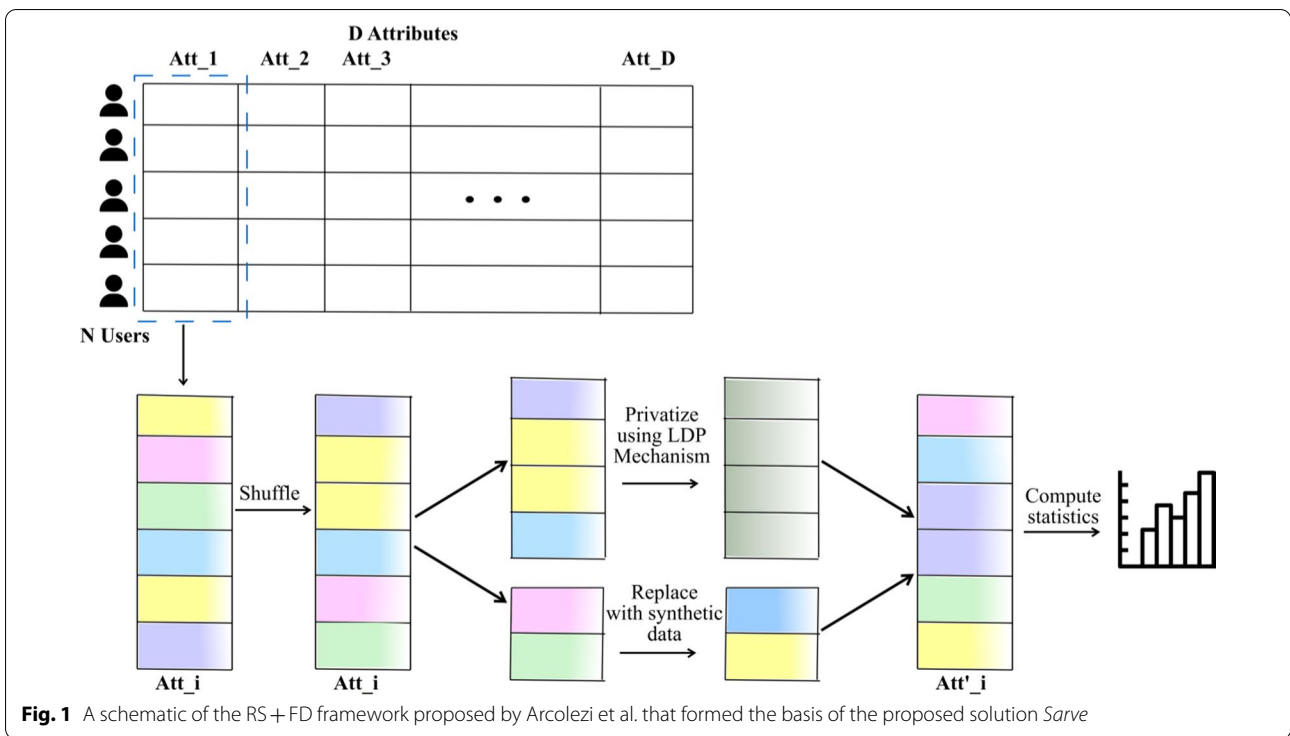 D Attributes
Att_1 Att_2 Att_3 Att_D
N Users
Shuffle
Privatize
using LDP
Mechanism
Replace
with synthetic
data
Compute
statistics
Att_i Att_i Att'_i
Fig. 1 A schematic of the RS + FD framework proposed by Arcolezi et al. that formed the basis of the proposed solution Sarve